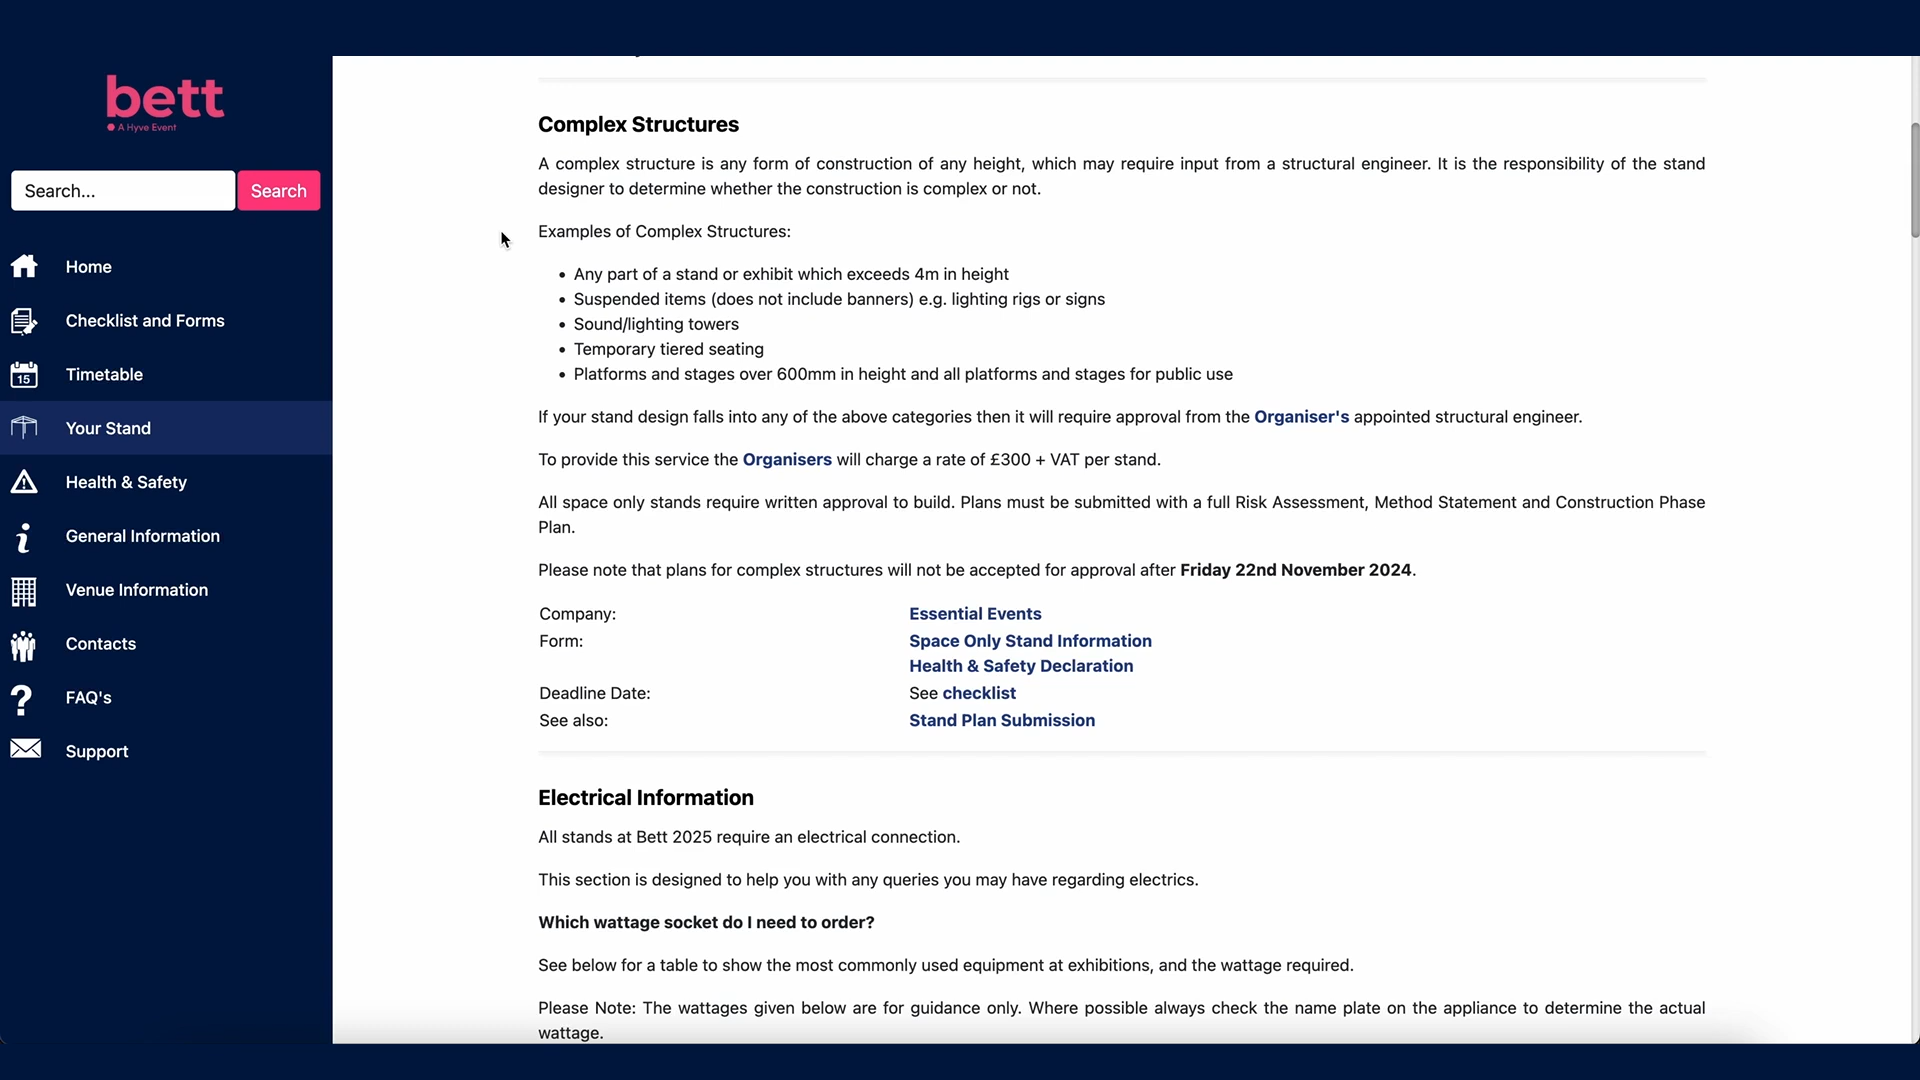 bett
A Hyve Event
Search...
Search
Home
Checklist and Forms
15
Timetable
Your Stand
Health & Safety
General Information
Venue Information
Contacts
FAQ's
Support
Complex Structures
A complex structure is any form of construction of any height, which may require input from a structural engineer. It is the responsibility of the stand
designer to determine whether the construction is complex or not.
Examples of Complex Structures:
• Any part of a stand or exhibit which exceeds 4m in height
• Suspended items (does not include banners) e.g. lighting rigs or signs
• Sound/lighting towers
• Temporary tiered seating
• Platforms and stages over 600mm in height and all platforms and stages for public use
If your stand design falls into any of the above categories then it will require approval from the Organiser's appointed structural engineer.
To provide this service the Organisers will charge a rate of £300 + VAT per stand.
All space only stands require written approval to build. Plans must be submitted with a full Risk Assessment, Method Statement and Construction Phase
Plan.
Please note that plans for complex structures will not be accepted for approval after Friday 22nd November 2024.
Company: Essential Events
Form: Space Only Stand Information
Health & Safety Declaration
Deadline Date: See checklist
See also: Stand Plan Submission
Electrical Information
All stands at Bett 2025 require an electrical connection.
This section is designed to help you with any queries you may have regarding electrics.
Which wattage socket do I need to order?
See below for a table to show the most commonly used equipment at exhibitions, and the wattage required.
Please Note: The wattages given below are for guidance only. Where possible always check the name plate on the appliance to determine the actual
wattage.